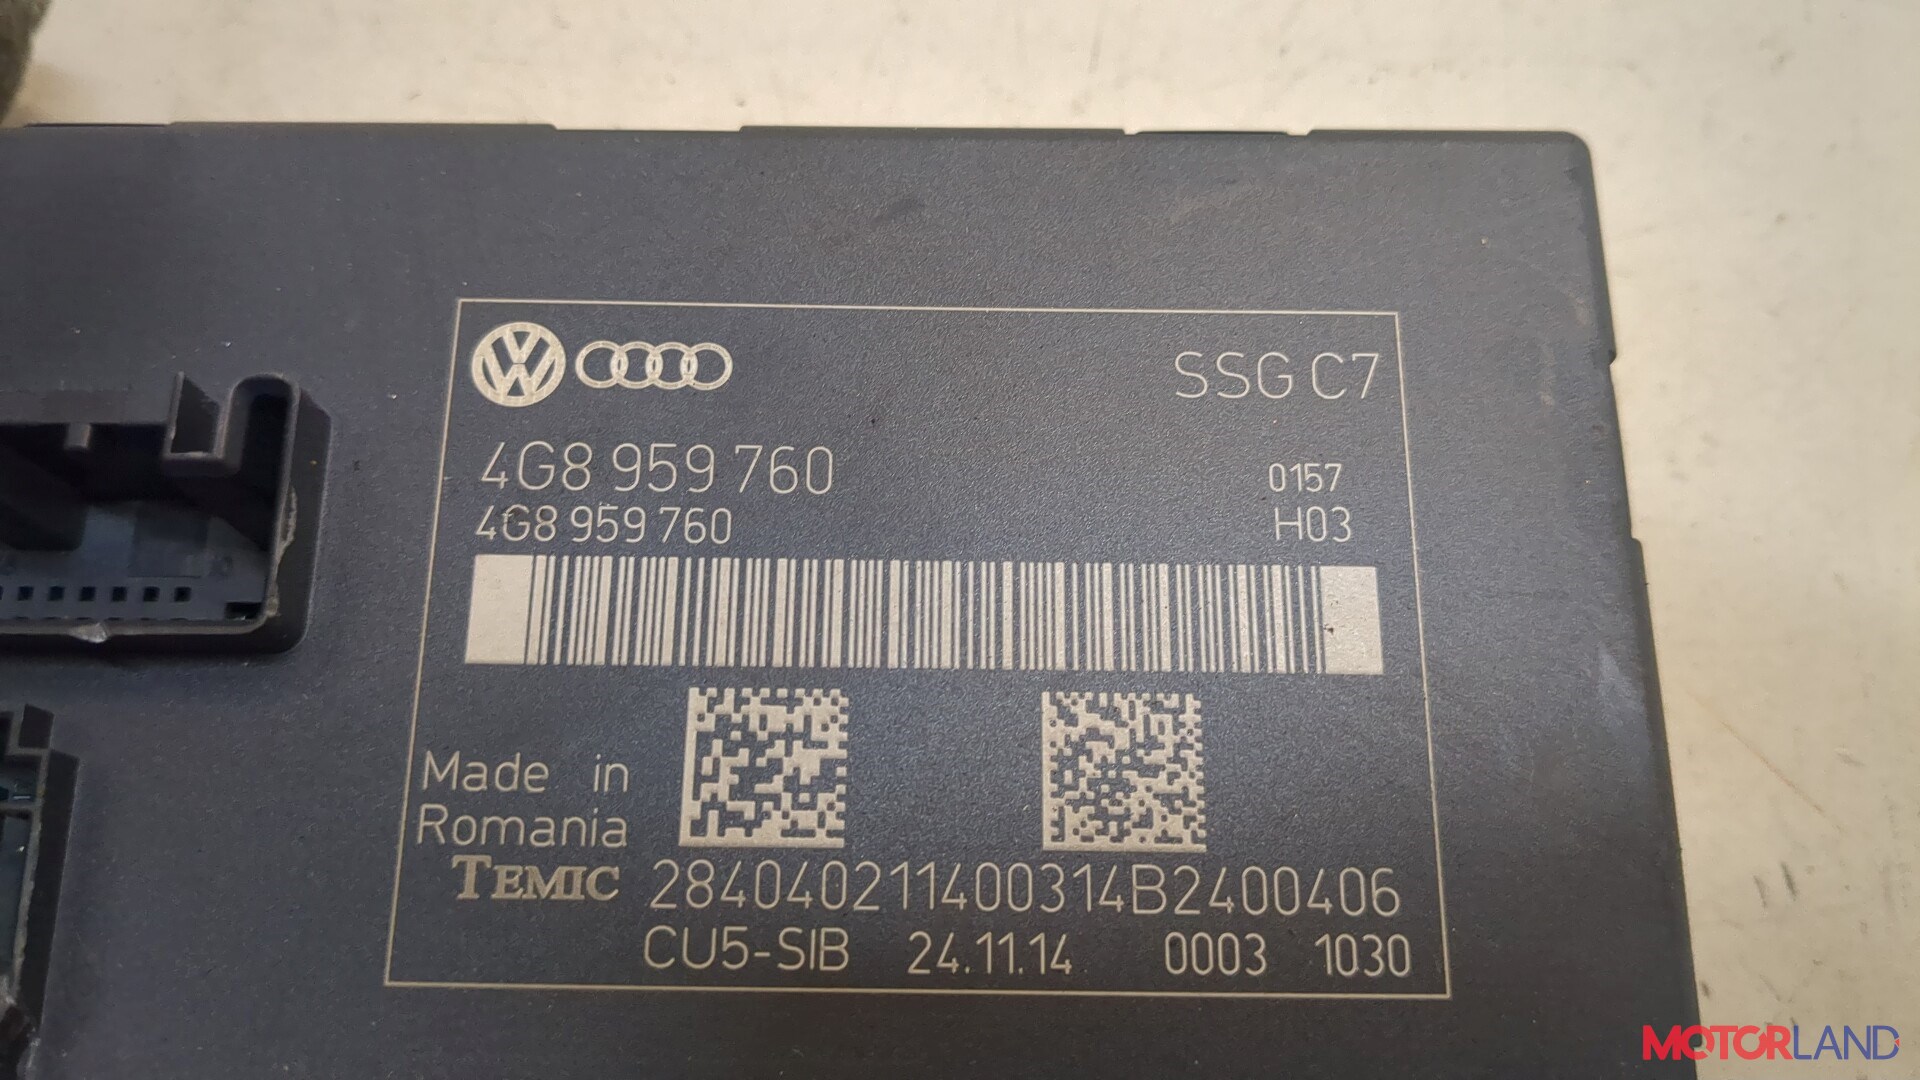 SSG C7
4G8 959 760 0157
4G8 959 760 H03
Made in
Romania
TEMIC 284040211400314B2400406
CU5-SIB 24.11.14 0003 1030
MOTORLAND